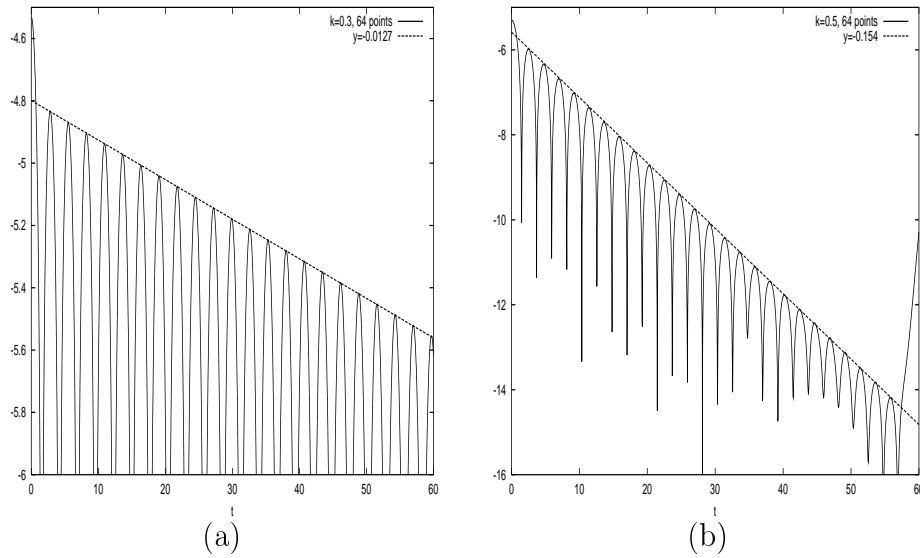 k=0.3, 64 points
y=-0.0127
-4.6
-4.8
-5
-5.2
-5.4
-5.6
-5.8
-6
0 10 20 30 40 50 60
t
(a)
k=0.5, 64 points
y=-0.154
-6
-8
-10
-12
-14
-16
0 10 20 30 40 50 60
t
(b)